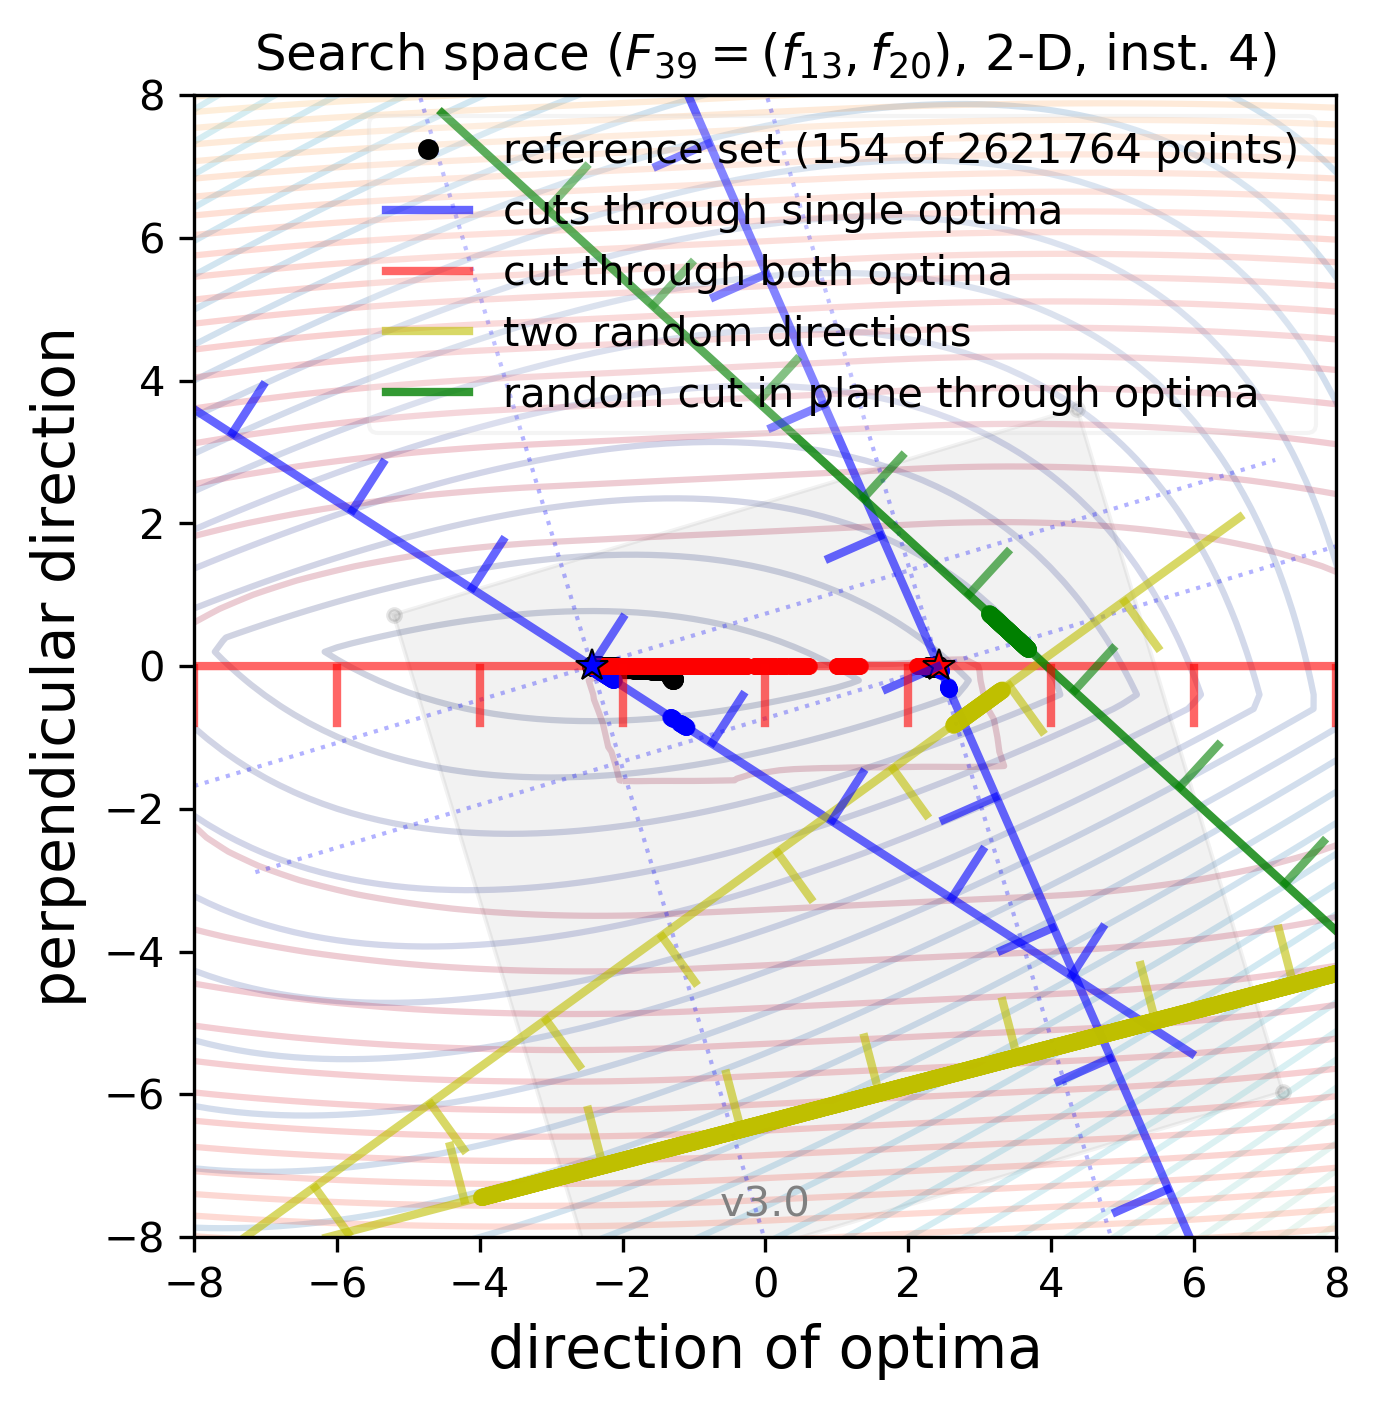 Search space (F39 = (f13, f20), 2-D, inst. 4)
8
6
4
2
0
−2
−4
−6
−8
perpendicular direction
reference set (154 of 2621764 points)
cuts through single optima
cut through both optima
two random directions
random cut in plane through optima
v3.0
−8 −6 −4 −2 0 2 4 6 8
direction of optima